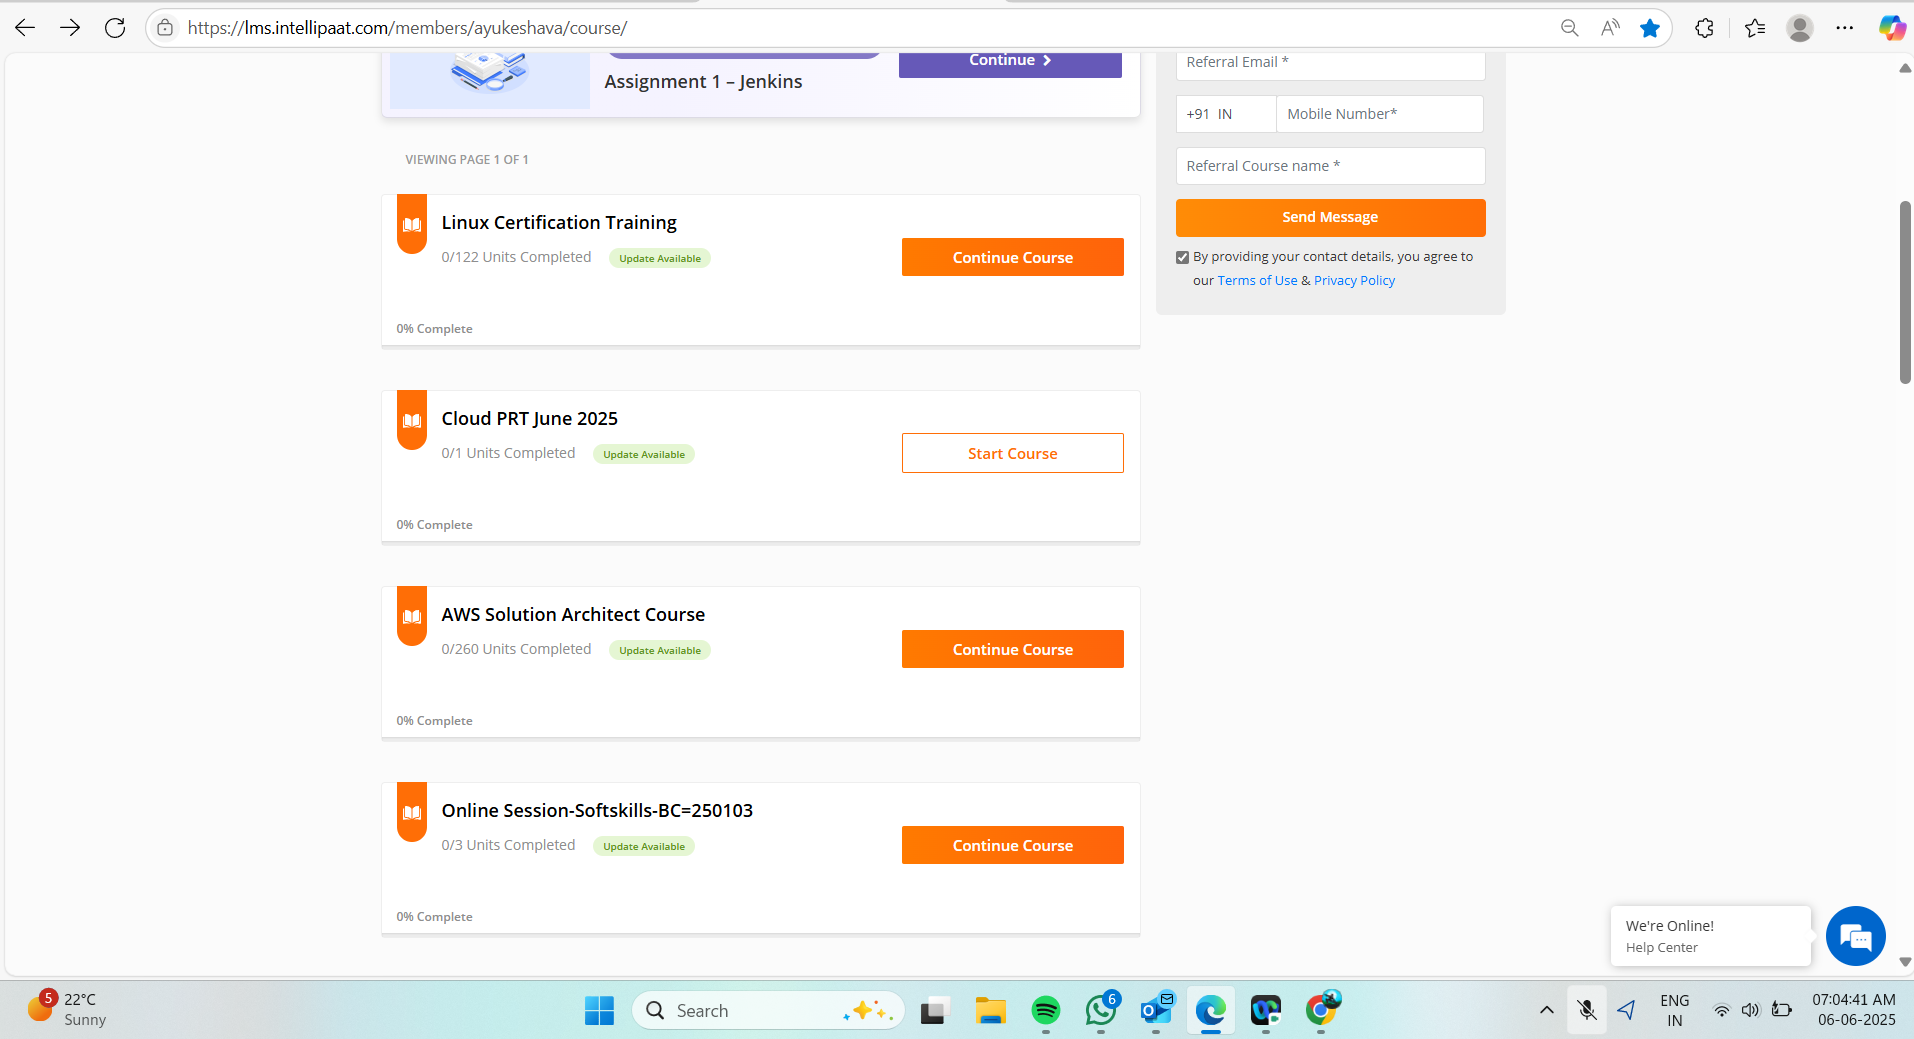 https://lms.intellipaat.com/members/ayukeshava/course/
Assignment 1 – Jenkins
Continue
VIEWING PAGE 1 OF 1
Linux Certification Training
0/122 Units Completed
Update Available
Continue Course
0% Complete
Cloud PRT June 2025
0/1 Units Completed
Update Available
Start Course
0% Complete
AWS Solution Architect Course
0/260 Units Completed
Update Available
Continue Course
0% Complete
Online Session-Softskills-BC=250103
0/3 Units Completed
Update Available
Continue Course
0% Complete
Referral Email *
+91 IN
Mobile Number*
Referral Course name *
Send Message
By providing your contact details, you agree to
our Terms of Use & Privacy Policy
We're Online!
Help Center
5
22°C
Sunny
Search
6
ENG
IN
07:04:41 AM
06-06-2025